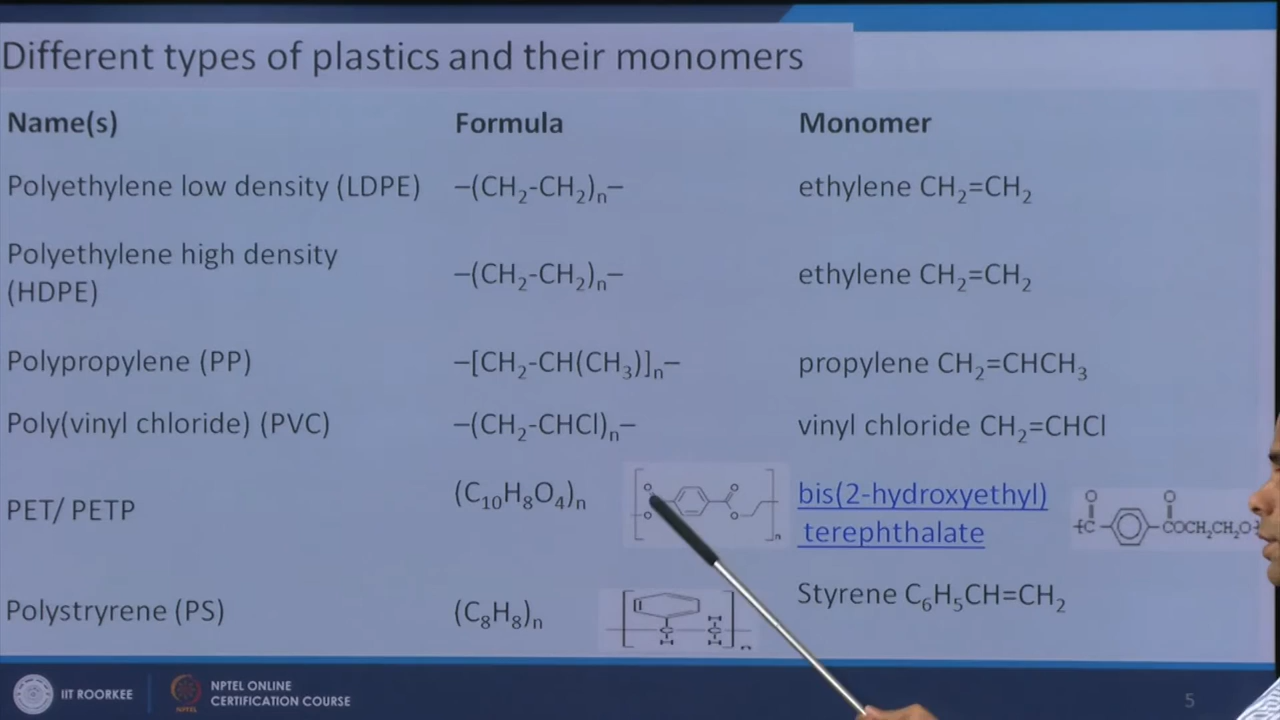 Different types of plastics and their monomers
Name(s) Formula Monomer
Polyethylene low density (LDPE) –(CH₂-CH₂)ₙ– ethylene CH₂=CH₂
Polyethylene high density
(HDPE) –(CH₂-CH₂)ₙ– ethylene CH₂=CH₂
Polypropylene (PP) –[CH₂-CH(CH₃)]ₙ– propylene CH₂=CHCH₃
Poly(vinyl chloride) (PVC) –(CH₂-CHCl)ₙ– vinyl chloride CH₂=CHCl
PET/ PETP (C₁₀H₈O₄)ₙ
O O
O O
n
bis(2-hydroxyethyl)
terephthalate
O O
C COCH₂CH₂O
Polystryrene (PS) (C₈H₈)ₙ
H
C C
H H
n
Styrene C₆H₅CH=CH₂
IIT ROORKEE
NPTEL
NPTEL ONLINE
CERTIFICATION COURSE
5